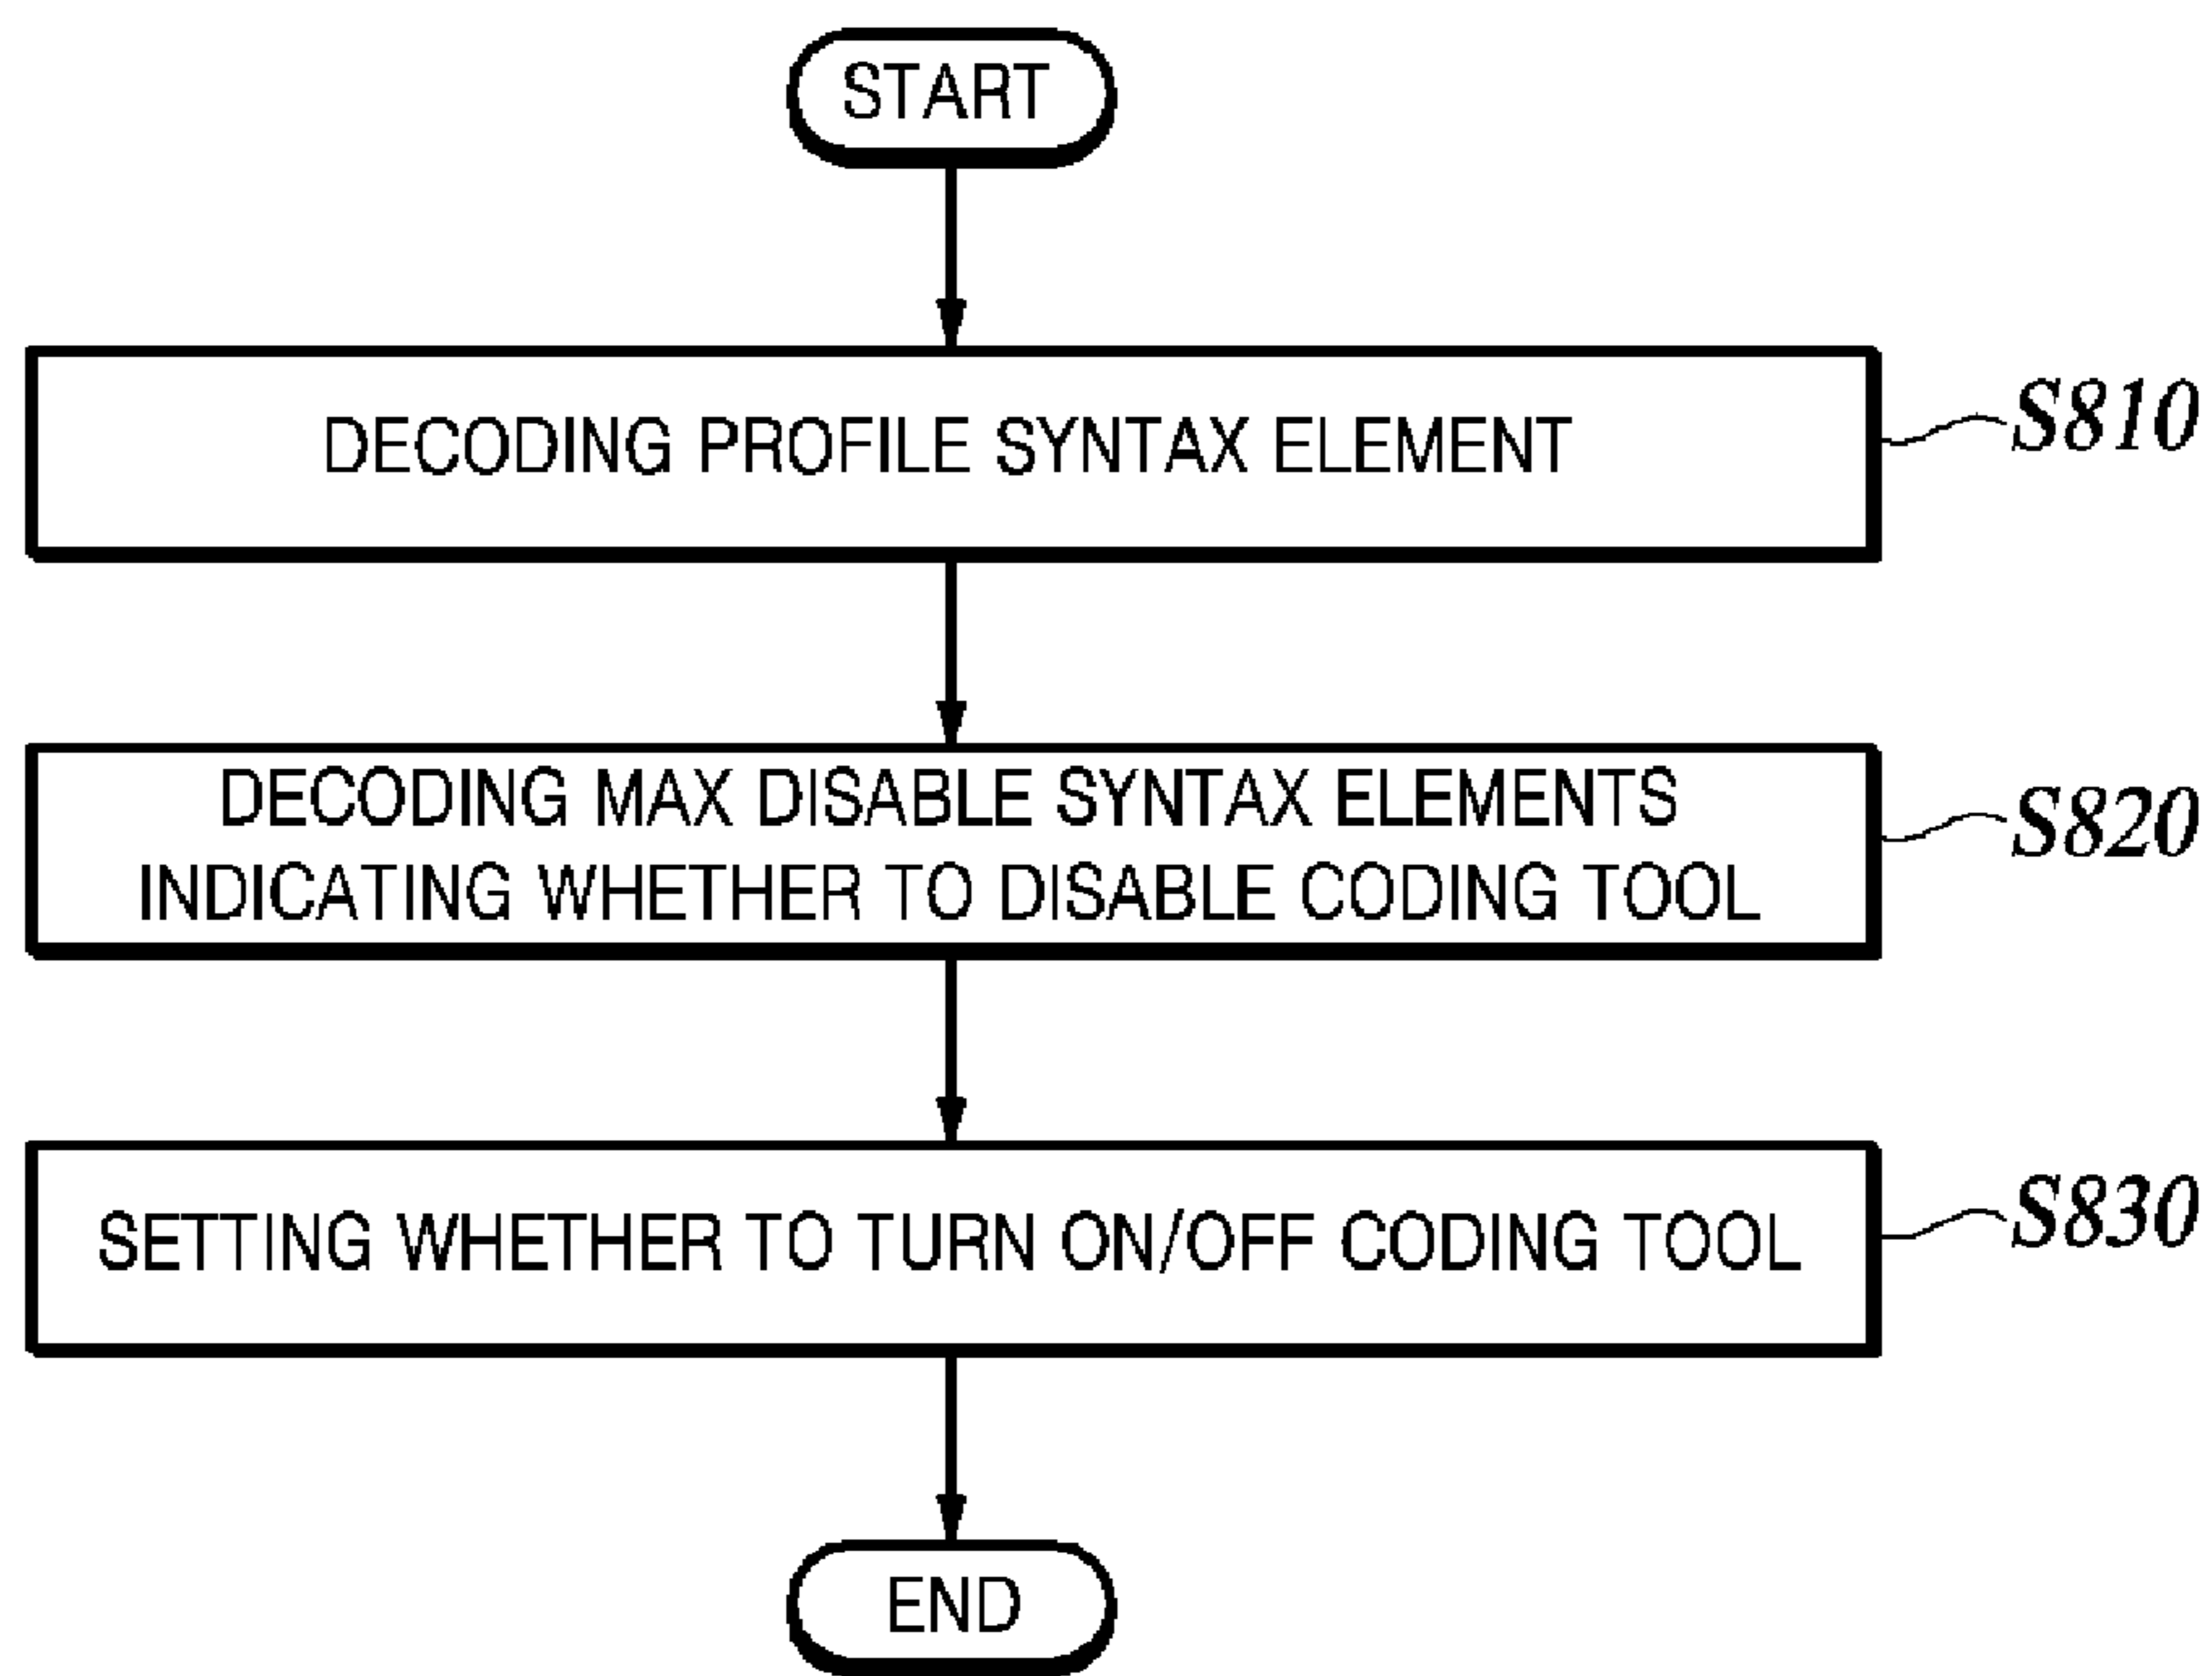 START
DECODING PROFILE SYNTAX ELEMENT
S810
DECODING MAX DISABLE SYNTAX ELEMENTS
INDICATING WHETHER TO DISABLE CODING TOOL
S820
SETTING WHETHER TO TURN ON/OFF CODING TOOL
S830
END